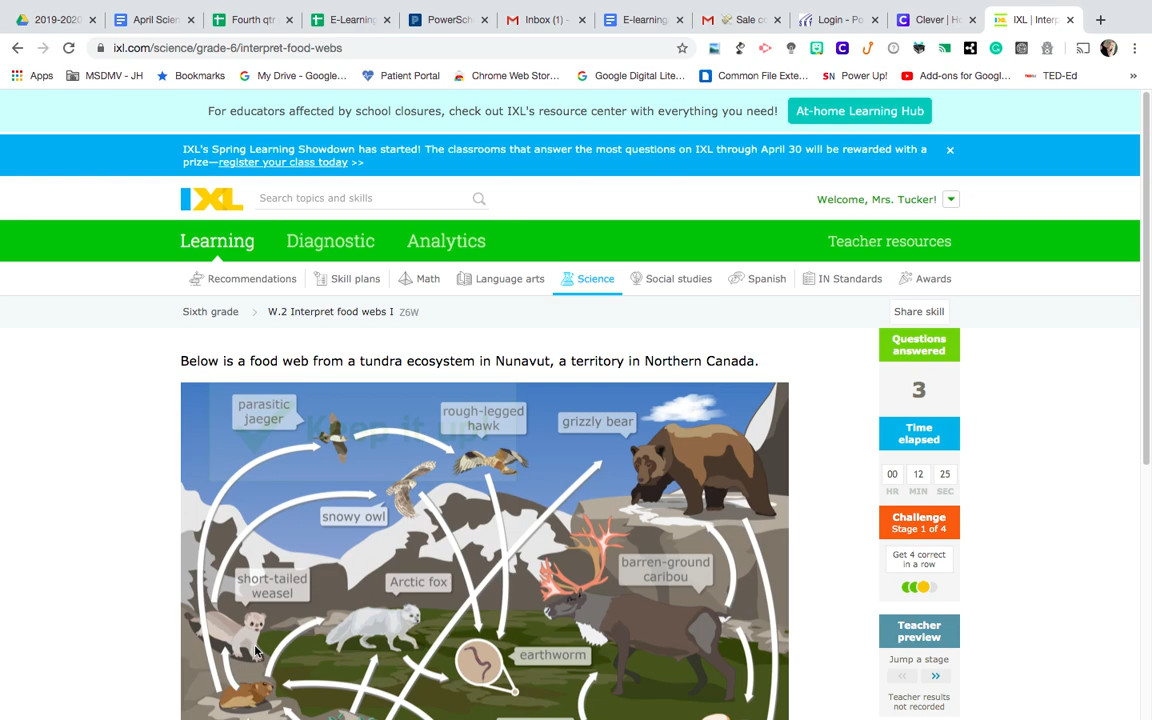 2019-2020
April Scien
Fourth qtr
E-Learning
PowerSch
Inbox (1) -
E-learning
Sale c
Login - Po
Clever | Ho
IXL | Interp
ixl.com/science/grade-6/interpret-food-webs
Apps
MSDMV - JH
Bookmarks
My Drive - Google...
Patient Portal
Chrome Web Stor...
Google Digital Lite...
Common File Exte...
SN Power Up!
Add-ons for Googl...
TED-Ed
»
For educators affected by school closures, check out IXL's resource center with everything you need!
At-home Learning Hub
IXL's Spring Learning Showdown has started! The classrooms that answer the most questions on IXL through April 30 will be rewarded with a
prize—register your class today >>
IXL
Search topics and skills
Welcome, Mrs. Tucker!
Learning
Diagnostic
Analytics
Teacher resources
Recommendations
Skill plans
Math
Language arts
Science
Social studies
Spanish
IN Standards
Awards
Sixth grade > W.2 Interpret food webs I Z6W
Share skill
Below is a food web from a tundra ecosystem in Nunavut, a territory in Northern Canada.
Keep it up!
parasitic
jaeger
rough-legged
hawk
grizzly bear
snowy owl
short-tailed
weasel
Arctic fox
barren-ground
caribou
earthworm
Questions
answered
3
Time
elapsed
00 12 25
HR MIN SEC
Challenge
Stage 1 of 4
Get 4 correct
in a row
Teacher
preview
Jump a stage
<< >>
Teacher results
not recorded